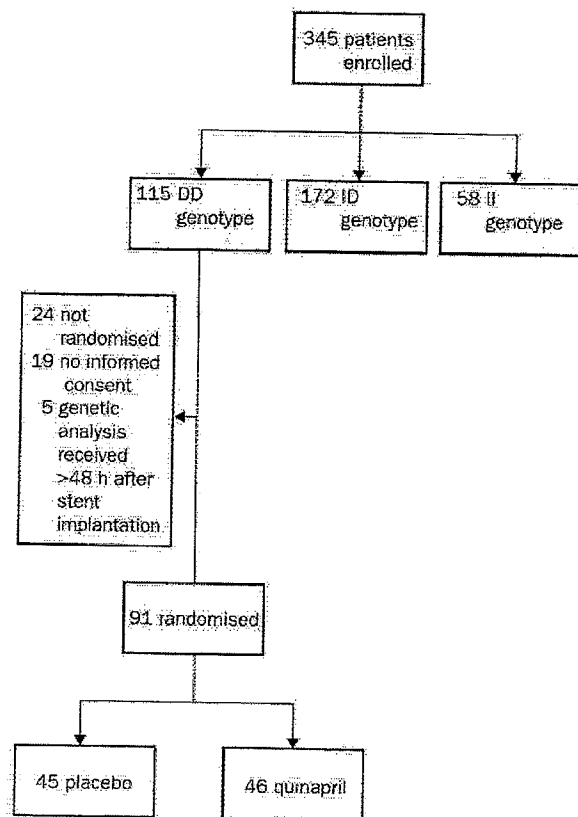 345 patients
enrolled
115 DD
genotype
172 ID
genotype
58 II
genotype
24 not
randomised
19 no informed
consent
5 genetic
analysis
received
>48 h after
stent
implantation
91 randomised
45 placebo
46 quinapril